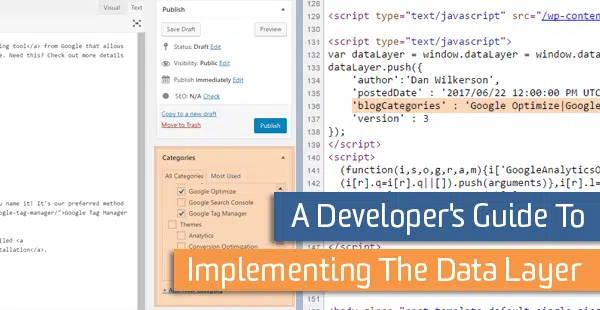 Visual Text
ing tool</a> from Google that allows
e. Need this? Check out more details
you name it! It's our preferred method
gle-tag-manager/">Google Tag Manager
iled <a
tallation</a>.
Publish
Save Draft Preview
Status: Draft Edit
Visibility: Public Edit
Publish immediately Edit
SEO: N/A Check
Copy to a new draft
Move to Trash
Publish
Categories
All Categories Most Used
Google Optimize
Google Search Console
Google Tag Manager
Themes
Analytics
Conversion Optimization
128
129
130
131
132
133
134
135
136
137
138
139
140
141
<script type="text/javascript" src="/wp-conten
<script type="text/javascript">
var dataLayer = window.dataLayer = window.data
dataLayer.push({
'author':'Dan Wilkerson',
'postedDate' : '2017/06/22 12:00:00 PM UTC
'blogCategories' : 'Google Optimize|Google
'version' : 3
});
</script>
<script>
(function(i,s,o,g,r,a,m){i['GoogleAnalyticsO
(i[r].q=i[r].q||[]).push(arguments)},i[r].l=
A Developer's Guide To
Implementing The Data Layer